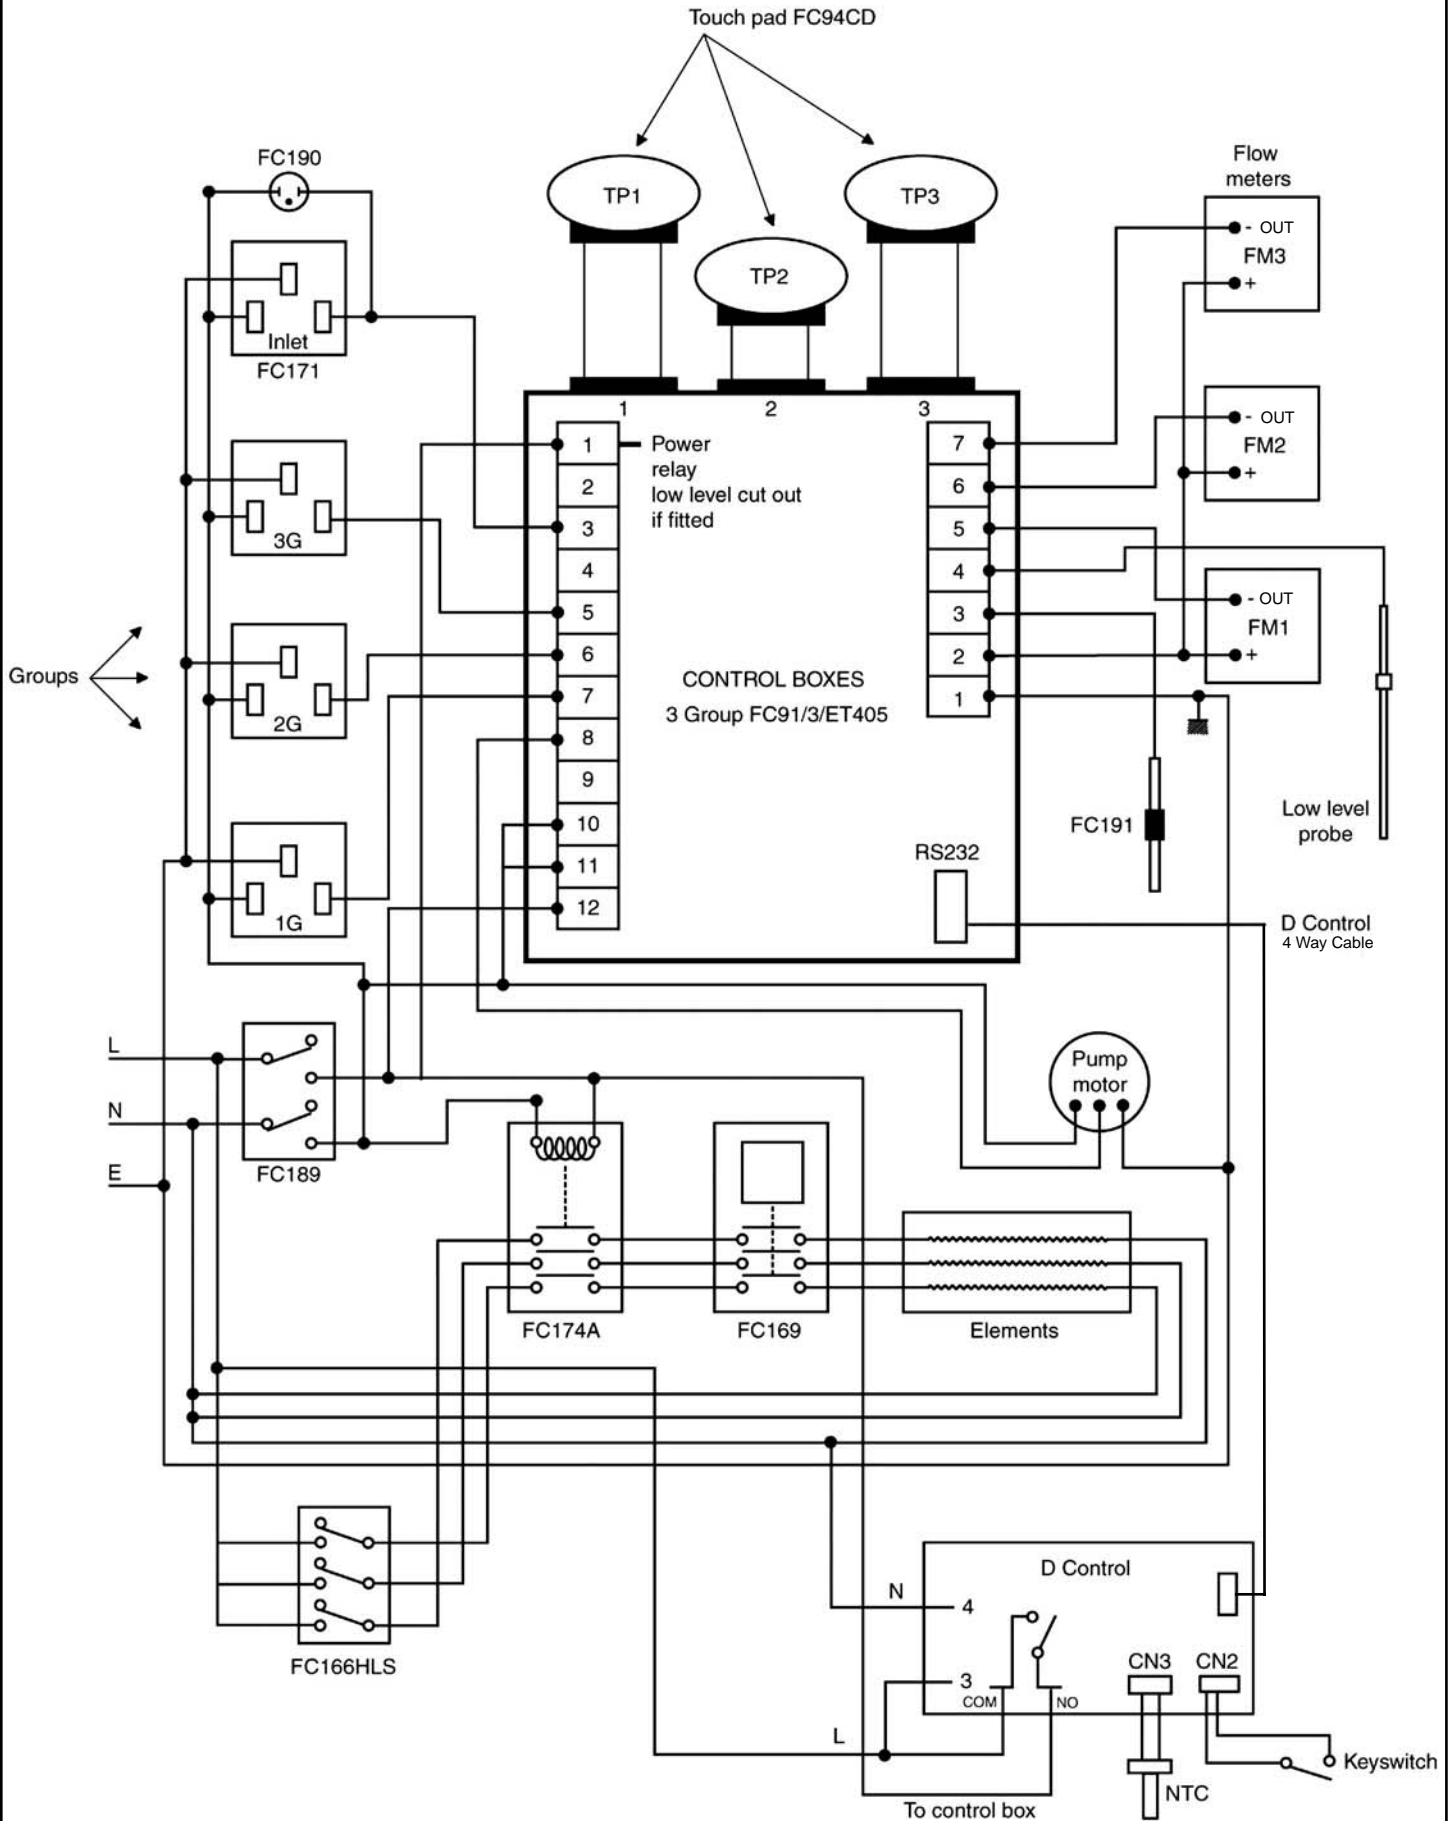 Touch pad FC94CD
FC190
TP1
TP3
TP2
Flow
meters
- OUT
FM3
+
Inlet
FC171
1
2
3
- OUT
FM2
+
1
2
3
4
5
6
7
8
9
10
11
12
Power
relay
low level cut out
if fitted
7
6
5
4
3
2
1
3G
- OUT
FM1
+
Groups
2G
CONTROL BOXES
3 Group FC91/3/ET405
1G
FC191
Low level
probe
RS232
D Control
4 Way Cable
L
N
E
FC189
Pump
motor
FC174A
FC169
Elements
FC166HLS
D Control
N
4
3
COM
NO
CN3
CN2
L
Keyswitch
NTC
To control box